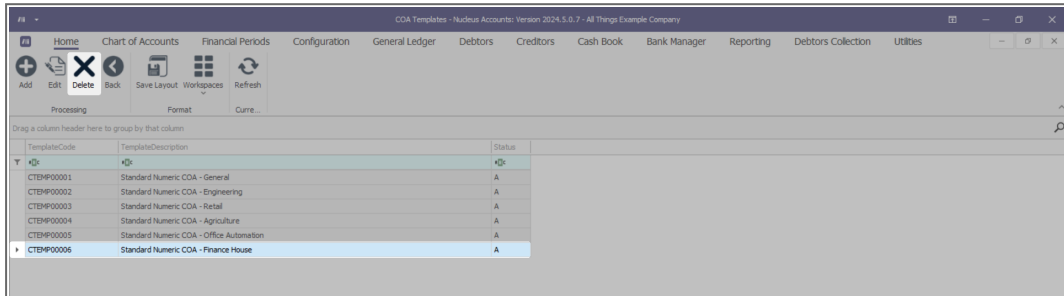 COA Templates - Nucleus Accounts: Version 2024.5.0.7 - All Things Example Company
Home Chart of Accounts Financial Periods Configuration General Ledger Debtors Creditors Cash Book Bank Manager Reporting Debtors Collection Utilities
Add Edit Delete Back Save Layout Workspaces Refresh
Processing Format Curre...
Drag a column header here to group by that column
TemplateCode TemplateDescription Status
CTEMP00001 Standard Numeric COA - General A
CTEMP00002 Standard Numeric COA - Engineering A
CTEMP00003 Standard Numeric COA - Retail A
CTEMP00004 Standard Numeric COA - Agriculture A
CTEMP00005 Standard Numeric COA - Office Automation A
CTEMP00006 Standard Numeric COA - Finance House A